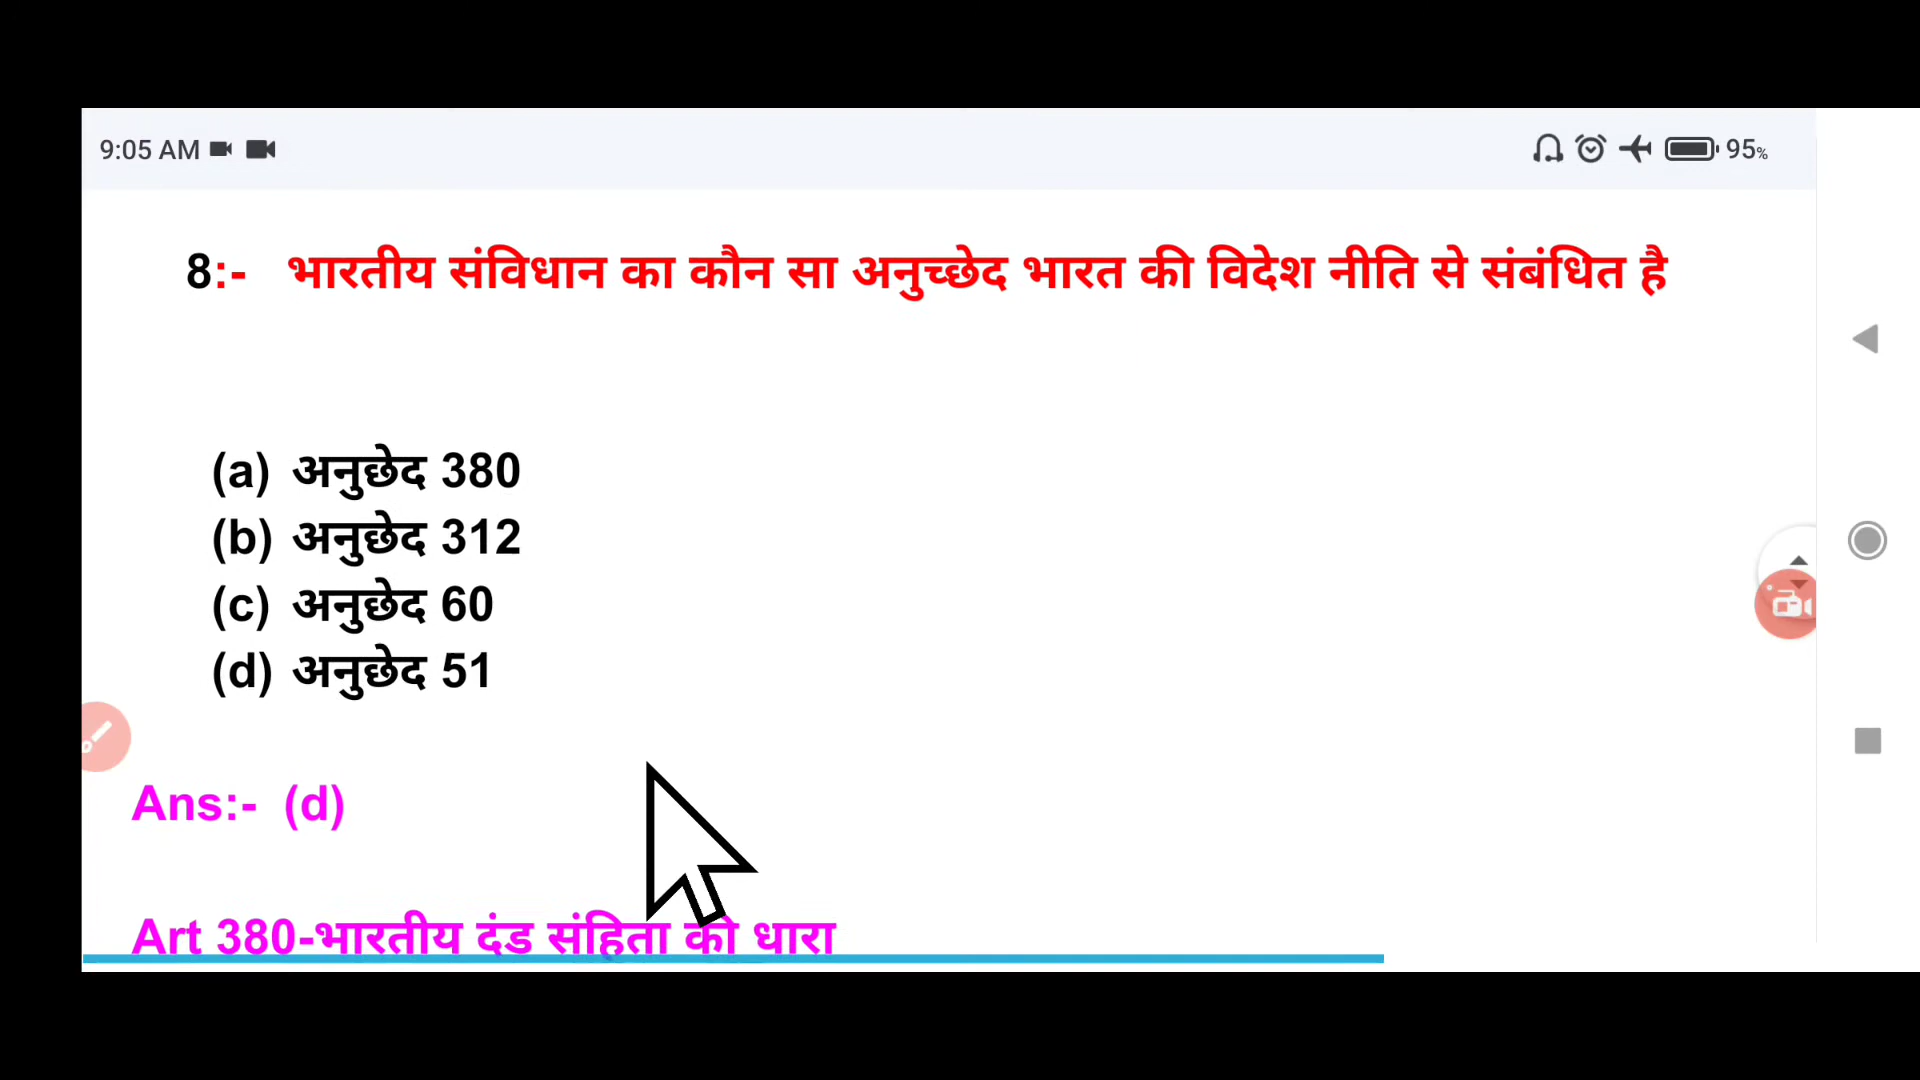 9:05 AM 95%
8:- भारतीय संविधान का कौन सा अनुच्छेद भारत की विदेश नीति से संबंधित है
(a) अनुछेद 380
(b) अनुछेद 312
(c) अनुछेद 60
(d) अनुछेद 51
Ans:- (d)
Art 380-भारतीय दंड संहिता की धारा